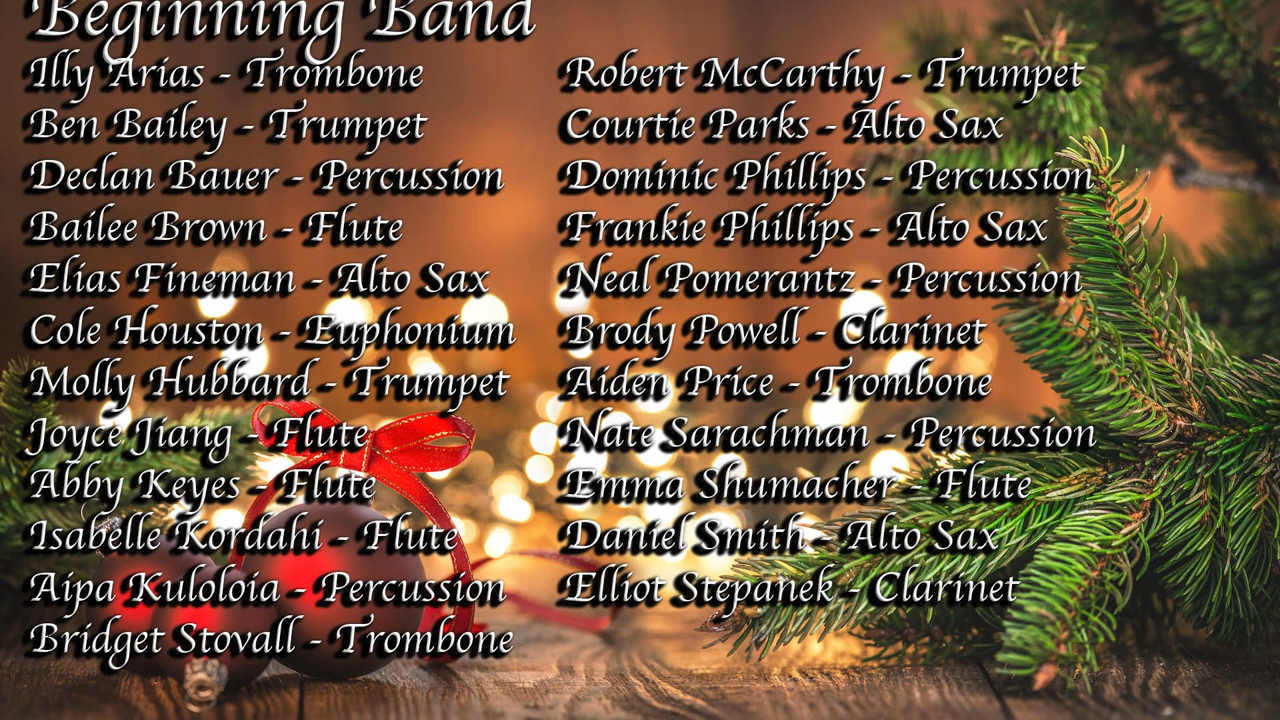 Beginning Band
Illy Arias - Trombone
Ben Bailey - Trumpet
Declan Bauer - Percussion
Bailee Brown - Flute
Elias Fineman - Alto Sax
Cole Houston - Euphonium
Molly Hubbard - Trumpet
Joyce Jiang - Flute
Abby Keyes - Flute
Isabelle Kordahi - Flute
Aipa Kuloloia - Percussion
Bridget Stovall - Trombone
Robert McCarthy - Trumpet
Courtie Parks - Alto Sax
Dominic Phillips - Percussion
Frankie Phillips - Alto Sax
Neal Pomerantz - Percussion
Brody Powell - Clarinet
Aiden Price - Trombone
Nate Sarachman - Percussion
Emma Shumacher - Flute
Daniel Smith - Alto Sax
Elliot Stepanek - Clarinet